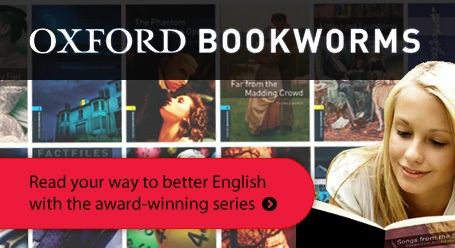 OXFORD BOOKWORMS
The Phantom
Far from the
Madding Crowd
FACTFILES
Read your way to better English
with the award-winning series
Songs from the